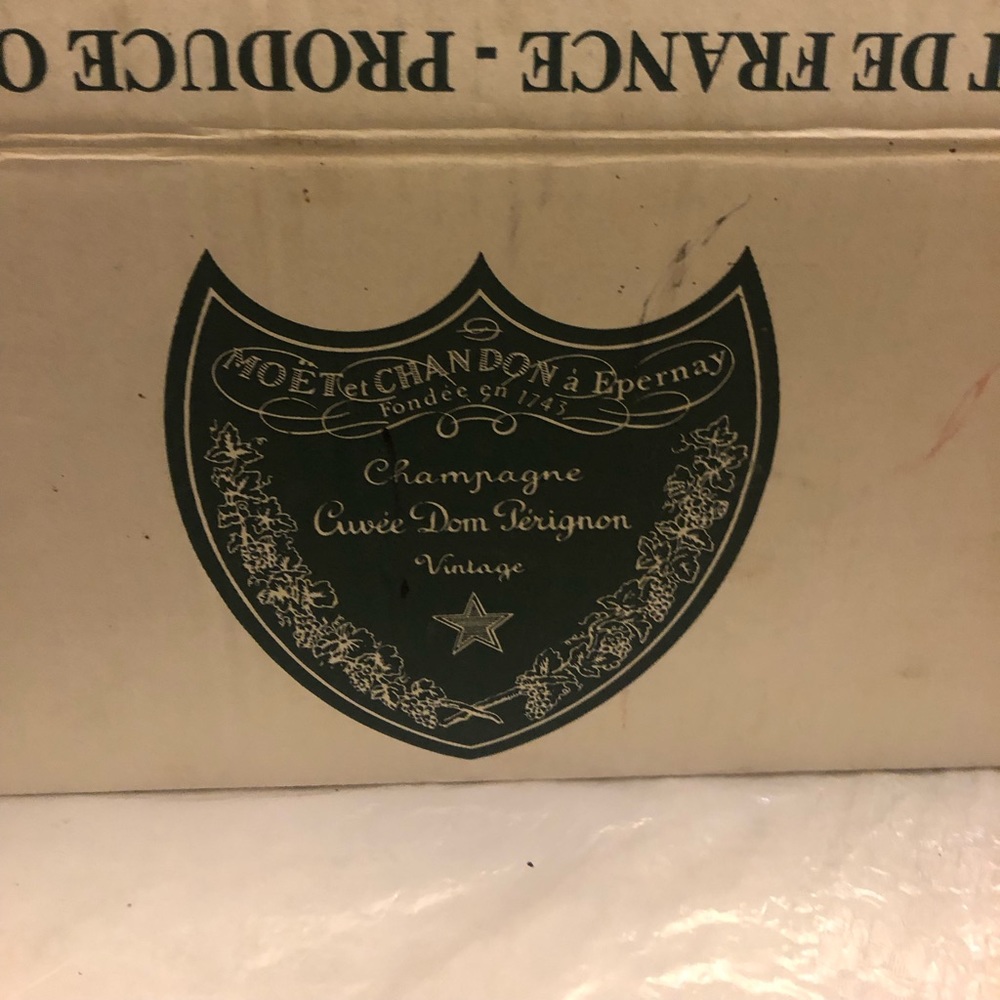 T DE FRANCE - PRODUCE O
MOËT et CHANDON à Epernay
Fondée en 1743
Champagne
Cuvée Dom Pérignon
Vintage